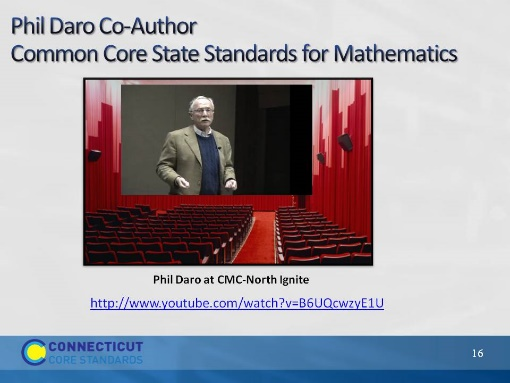 Phil Daro Co-Author
Common Core State Standards for Mathematics
Phil Daro at CMC-North Ignite
http://www.youtube.com/watch?v=B6UQcwzyE1U
CONNECTICUT
CORE STANDARDS
16